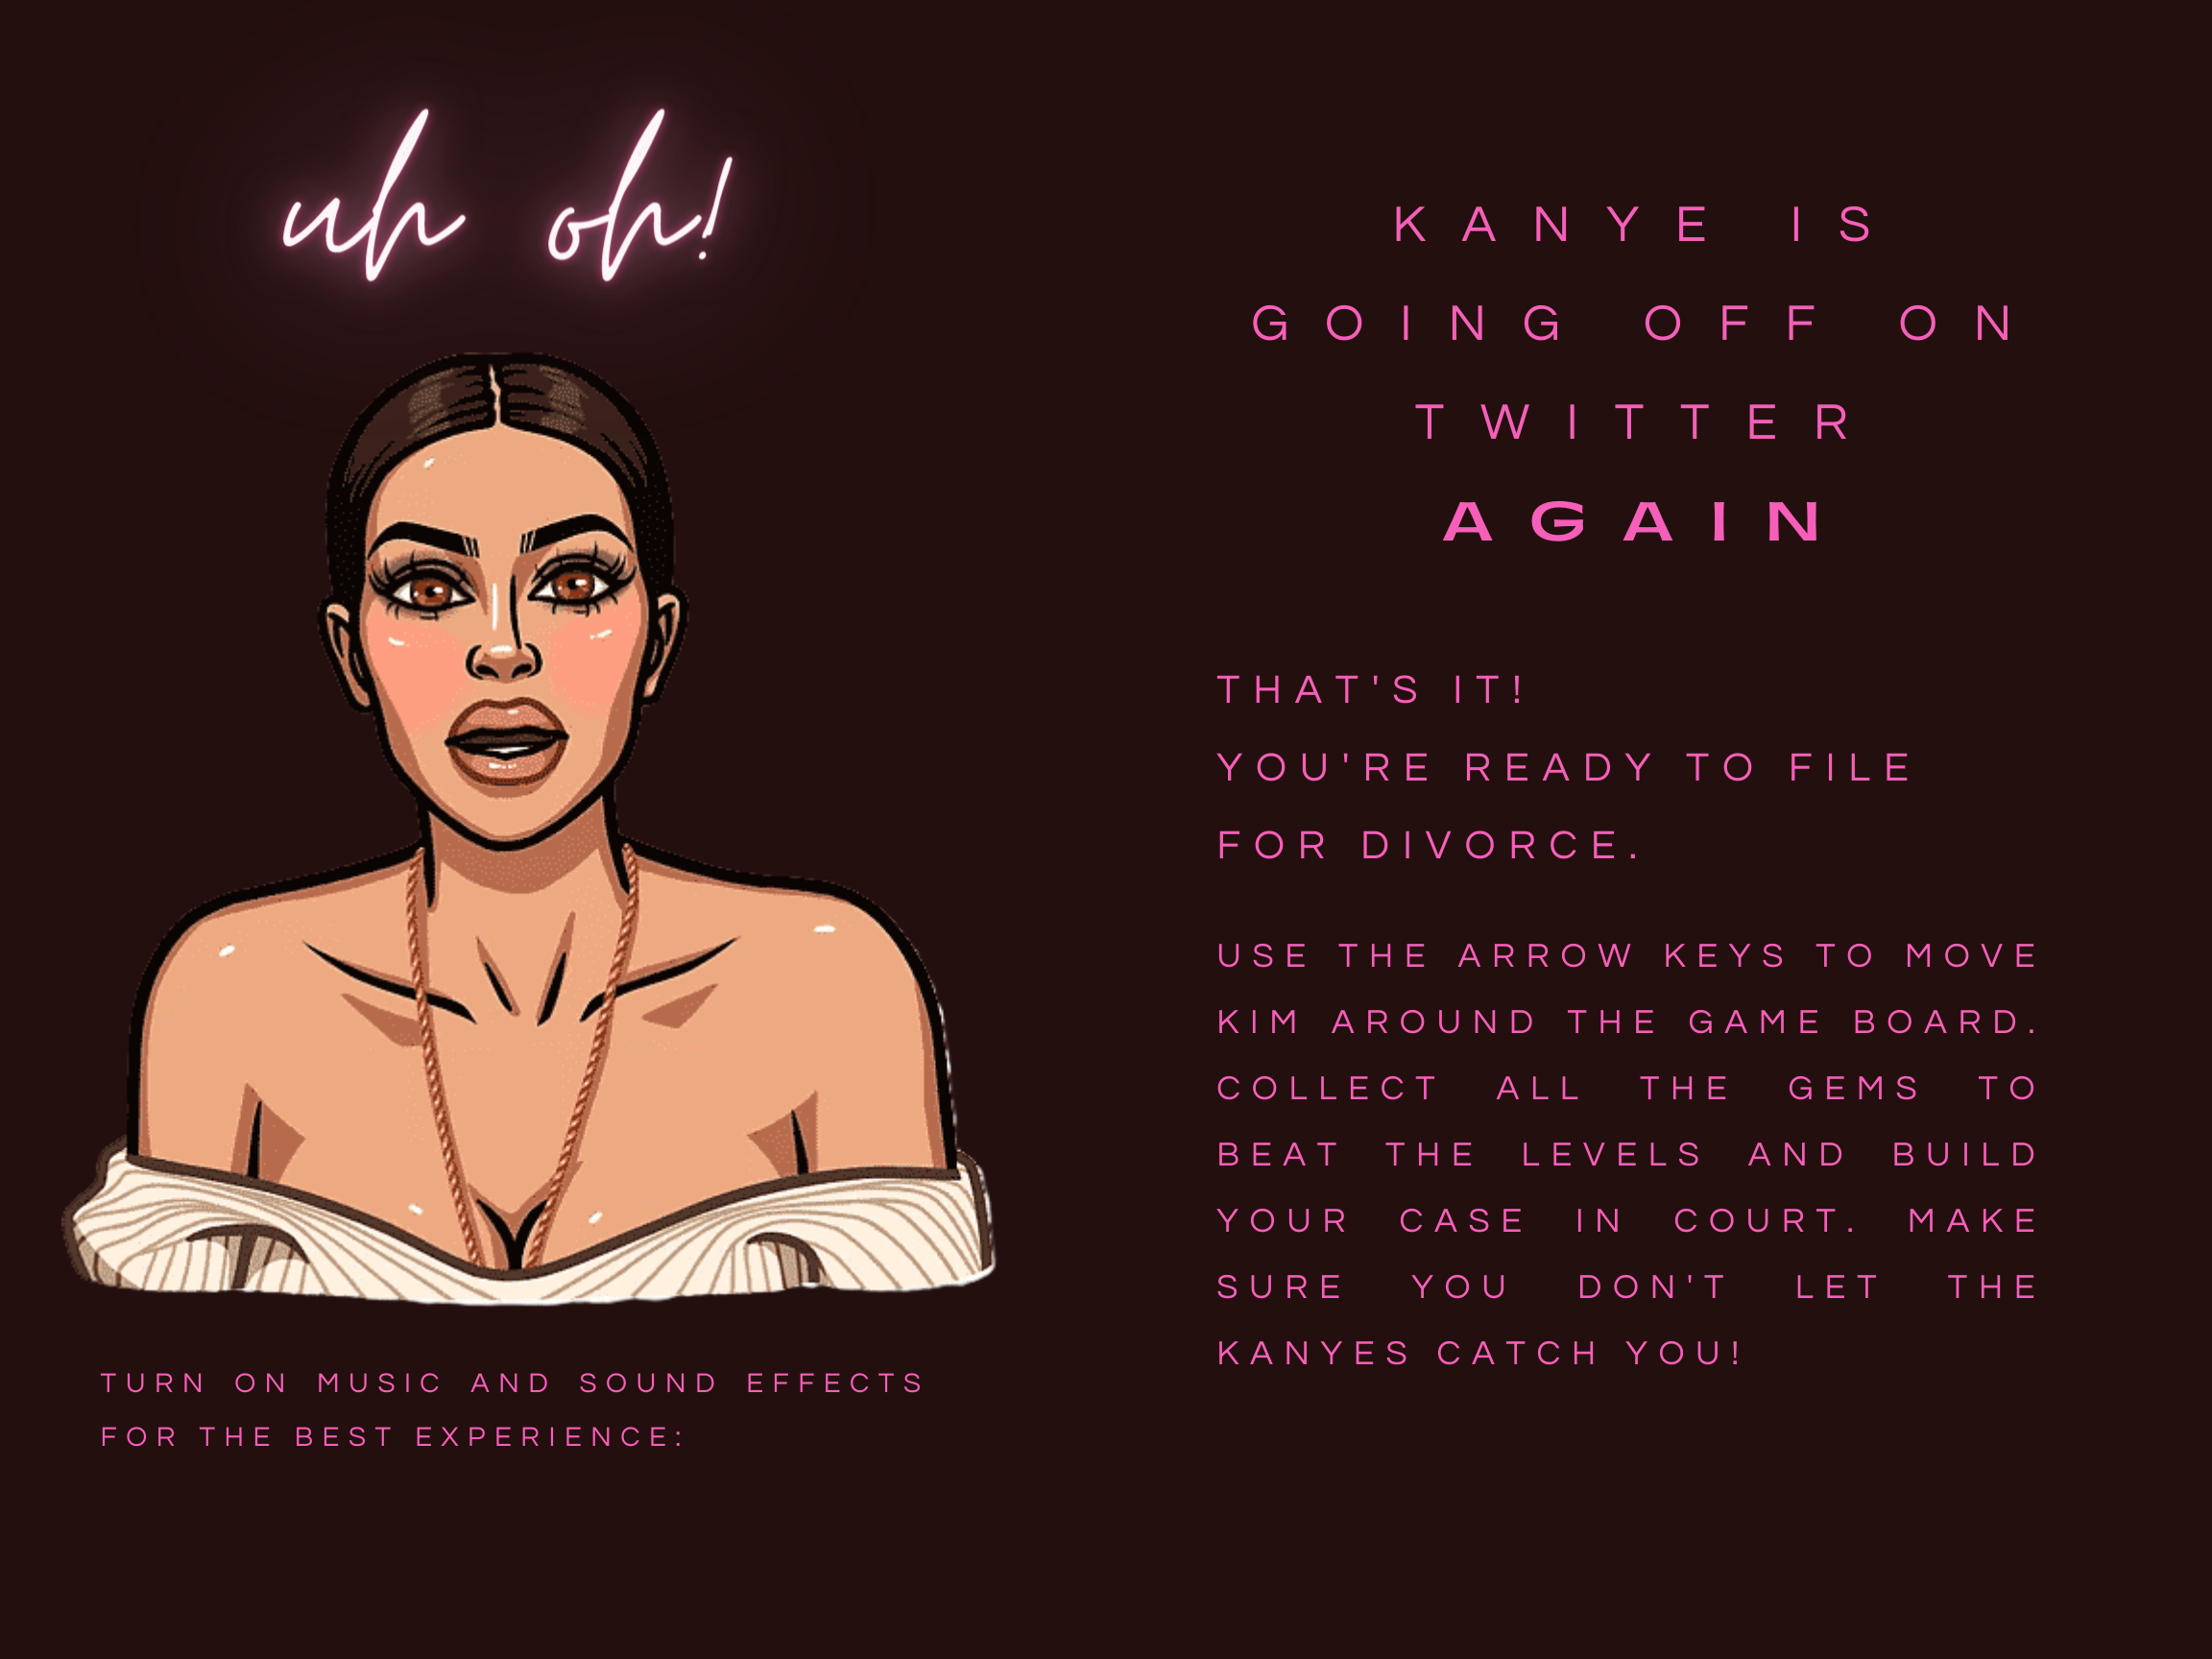 uh oh!
KANYE IS
GOING OFF ON
TWITTER
AGAIN
THAT'S IT!
YOU'RE READY TO FILE
FOR DIVORCE.
USE THE ARROW KEYS TO MOVE
KIM AROUND THE GAME BOARD.
COLLECT ALL THE GEMS TO
BEAT THE LEVELS AND BUILD
YOUR CASE IN COURT. MAKE
SURE YOU DON'T LET THE
KANYES CATCH YOU!
TURN ON MUSIC AND SOUND EFFECTS
FOR THE BEST EXPERIENCE: